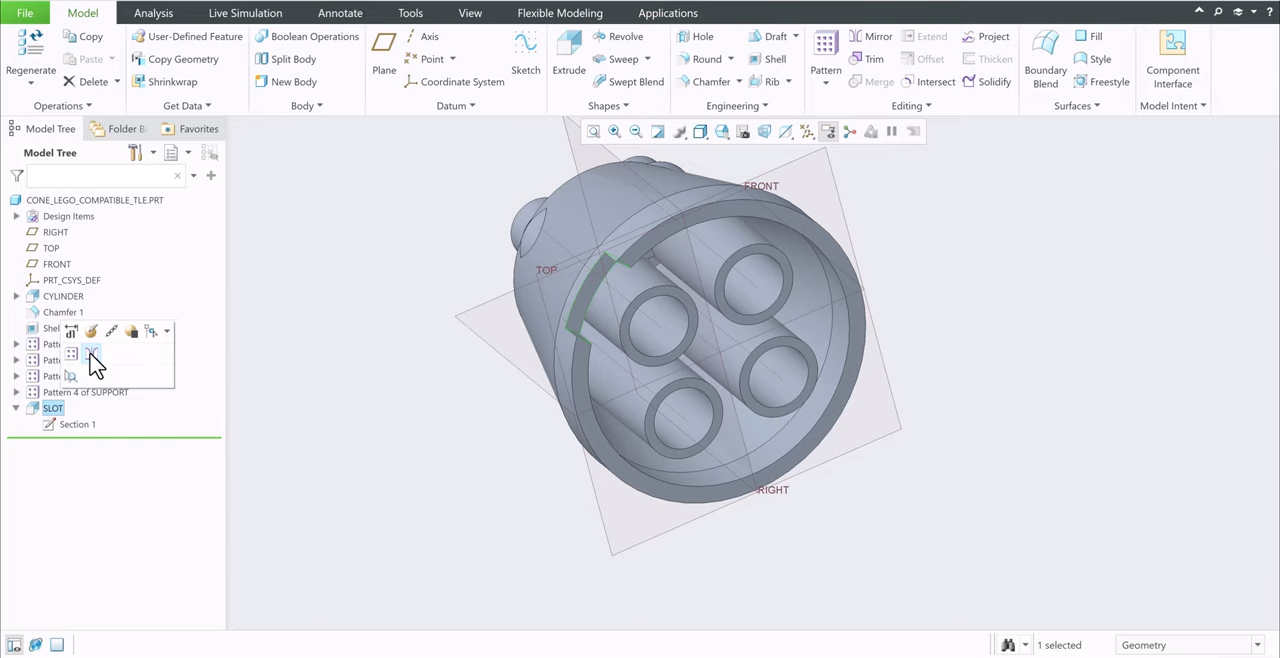 File Model Analysis Live Simulation Annotate Tools View Flexible Modeling Applications
Regenerate Copy Paste Delete Operations
User-Defined Feature Copy Geometry Shrinkwrap Get Data
Boolean Operations Split Body New Body Body
Plane Axis Point Coordinate System Sketch Datum
Extrude Revolve Sweep Swept Blend Shapes
Hole Round Chamfer Draft Shell Rib Engineering
Pattern Mirror Trim Merge Extend Offset Intersect Project Thicken Solidify Editing
Boundary Blend Fill Style Freestyle Surfaces
Component Interface Model Intent
Model Tree Folder B Favorites
Model Tree
CONE_LEGO_COMPATIBLE_TLE.PRT
Design Items
RIGHT
TOP
FRONT
PRT_CSYS_DEF
CYLINDER
Chamfer 1
Shel
Patte
Patte
Patte
Pattern 4 of SUPPORT
SLOT
Section 1
FRONT
TOP
RIGHT
1 selected
Geometry